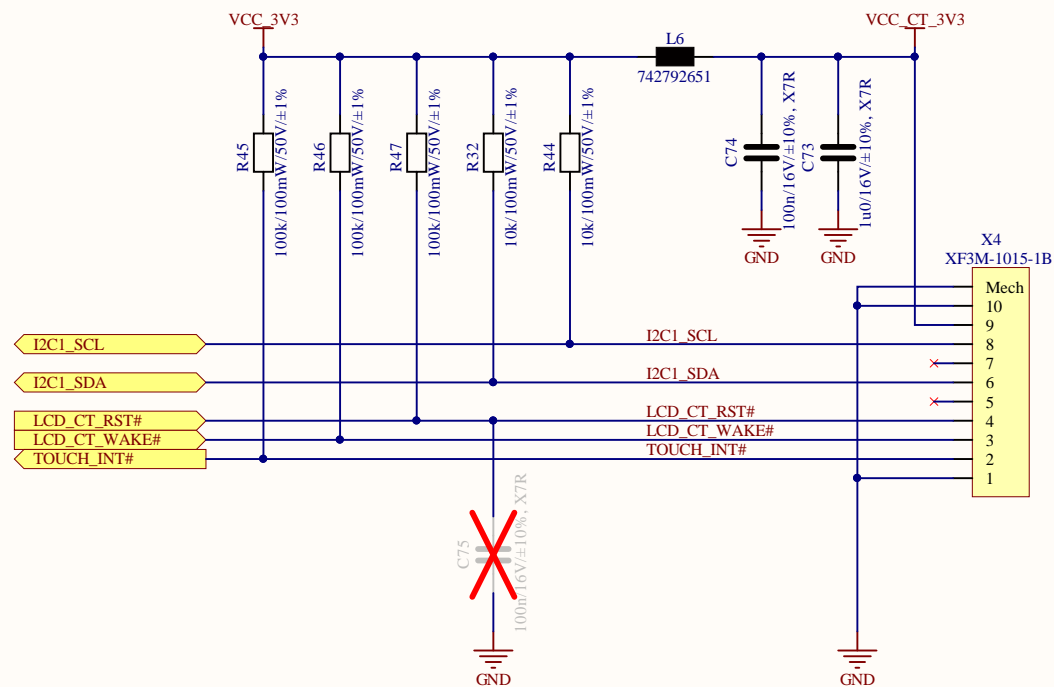 VCC_3V3
VCC_CT_3V3
L6
742792651
R45
100k/100mW/50V/±1%
R46
100k/100mW/50V/±1%
R47
100k/100mW/50V/±1%
R32
10k/100mW/50V/±1%
R44
10k/100mW/50V/±1%
C74
100n/16V/±10%, X7R
C73
1u0/16V/±10%, X7R
GND
GND
X4
XF3M-1015-1B
Mech
10
9
I2C1_SCL
I2C1_SCL
8
7
I2C1_SDA
I2C1_SDA
6
5
LCD_CT_RST#
LCD_CT_RST#
4
LCD_CT_WAKE#
LCD_CT_WAKE#
3
TOUCH_INT#
TOUCH_INT#
2
1
C75
100n/16V/±10%, X7R
GND
GND